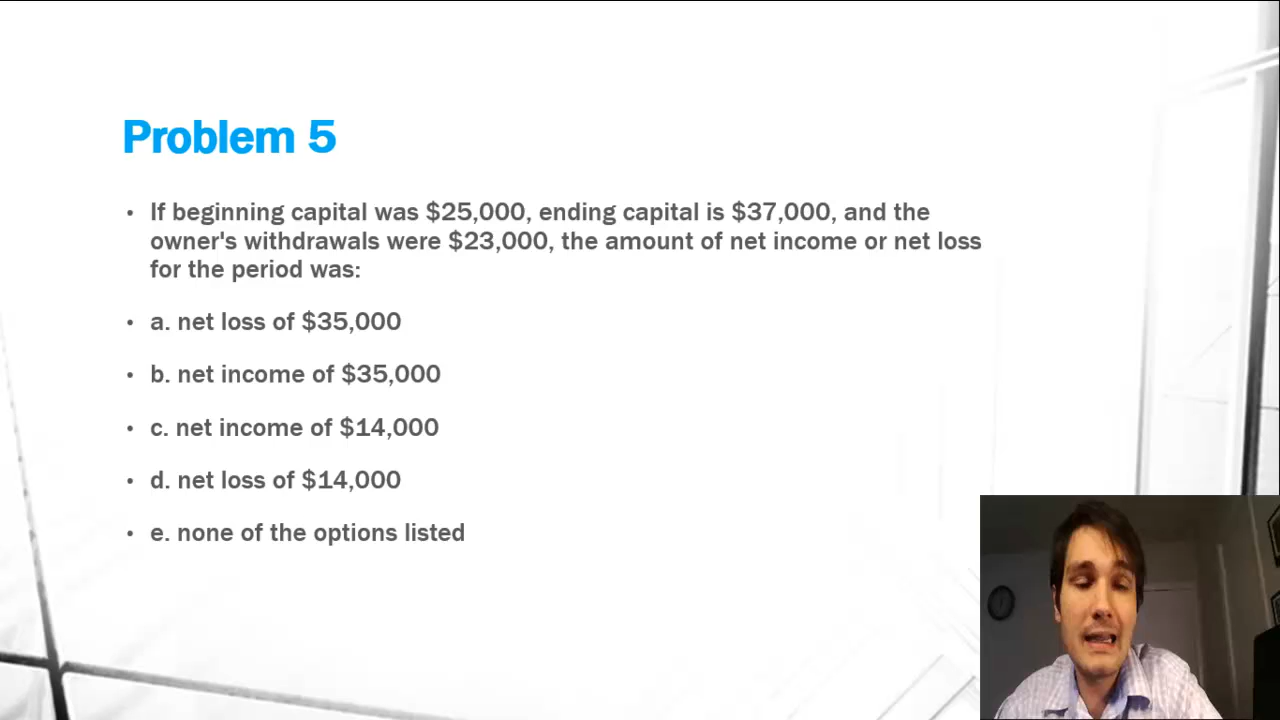 Problem 5
• If beginning capital was $25,000, ending capital is $37,000, and the
owner's withdrawals were $23,000, the amount of net income or net loss
for the period was:
• a. net loss of $35,000
• b. net income of $35,000
• c. net income of $14,000
• d. net loss of $14,000
• e. none of the options listed